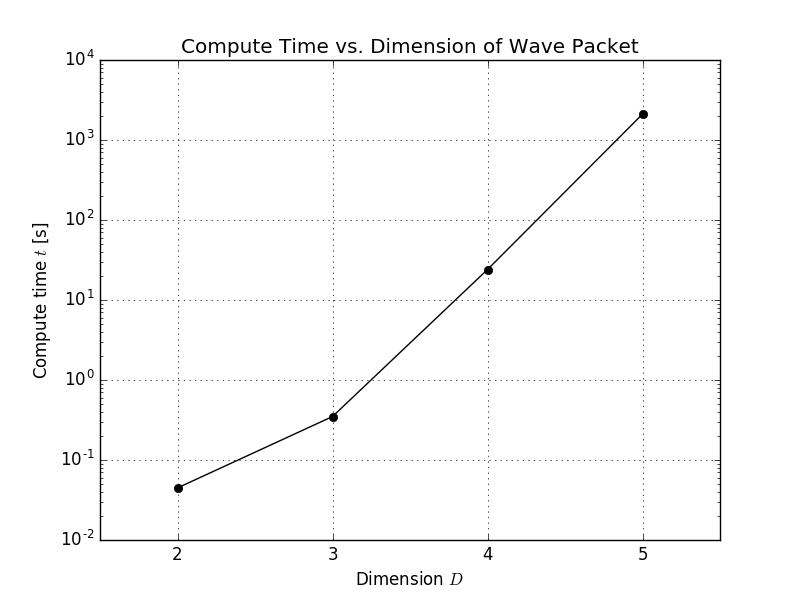 Compute Time vs. Dimension of Wave Packet
10^4
10^3
10^2
10^1
10^0
10^-1
10^-2
Compute time t [s]
2 3 4 5
Dimension D